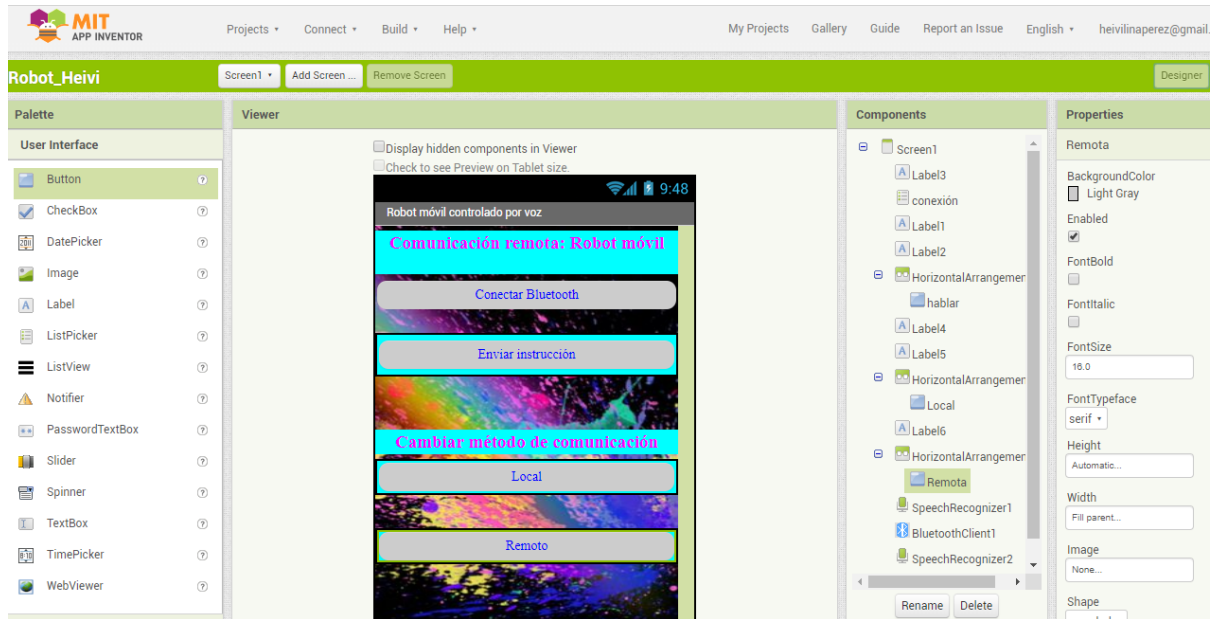 MIT
APP INVENTOR
Projects Connect Build Help My Projects Gallery Guide Report an Issue English heivilinaperez@gmail.
Robot_Heivi Screen1 Add Screen ... Remove Screen Designer
Palette Viewer Components Properties
User Interface
Button
CheckBox
DatePicker
Image
Label
ListPicker
ListView
Notifier
PasswordTextBox
Slider
Spinner
TextBox
TimePicker
WebViewer
Display hidden components in Viewer
Check to see Preview on Tablet size.
9:48
Robot móvil controlado por voz
Comunicación remota: Robot móvil
Conectar Bluetooth
Enviar instrucción
Cambiar método de comunicación
Local
Remoto
Screen1
Label3
conexión
Label1
Label2
HorizontalArrangemen
hablar
Label4
Label5
HorizontalArrangemen
Local
Label6
HorizontalArrangemen
Remota
SpeechRecognizer1
BluetoothClient1
SpeechRecognizer2
Rename Delete
Remota
BackgroundColor
Light Gray
Enabled
FontBold
FontItalic
FontSize
16.0
FontTypeface
serif
Height
Automatic...
Width
Fill parent...
Image
None...
Shape